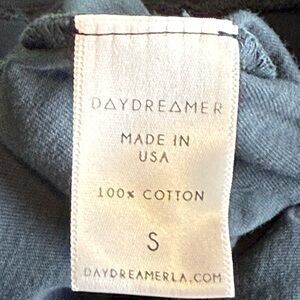 DAYDREAMER
MADE IN
USA
100% COTTON
S
DAYDREAMERLA.COM